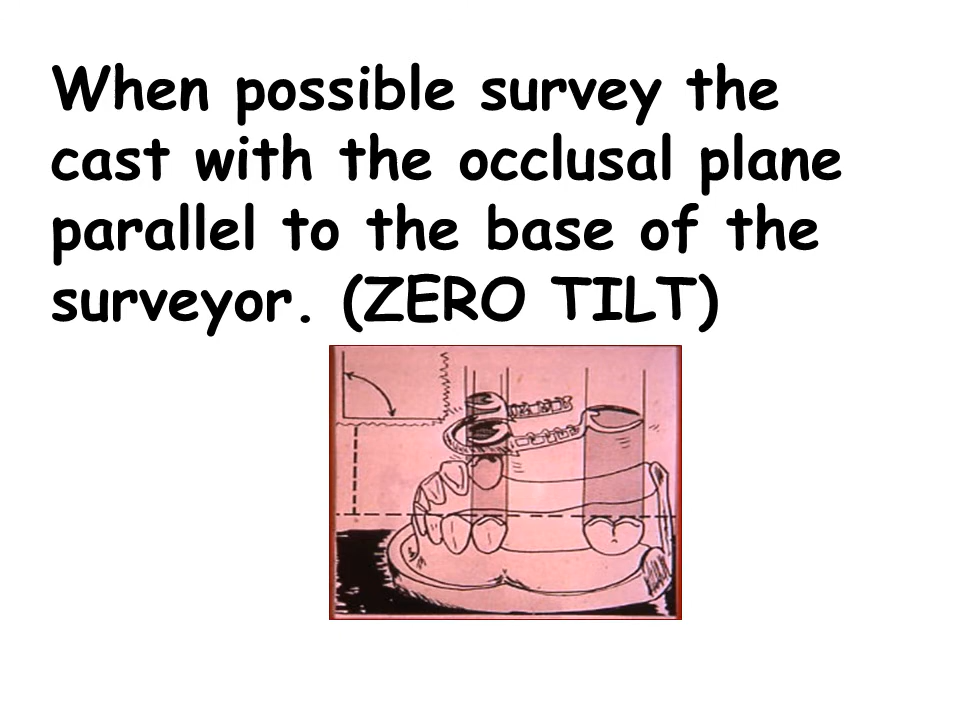 When possible survey the
cast with the occlusal plane
parallel to the base of the
surveyor. (ZERO TILT)